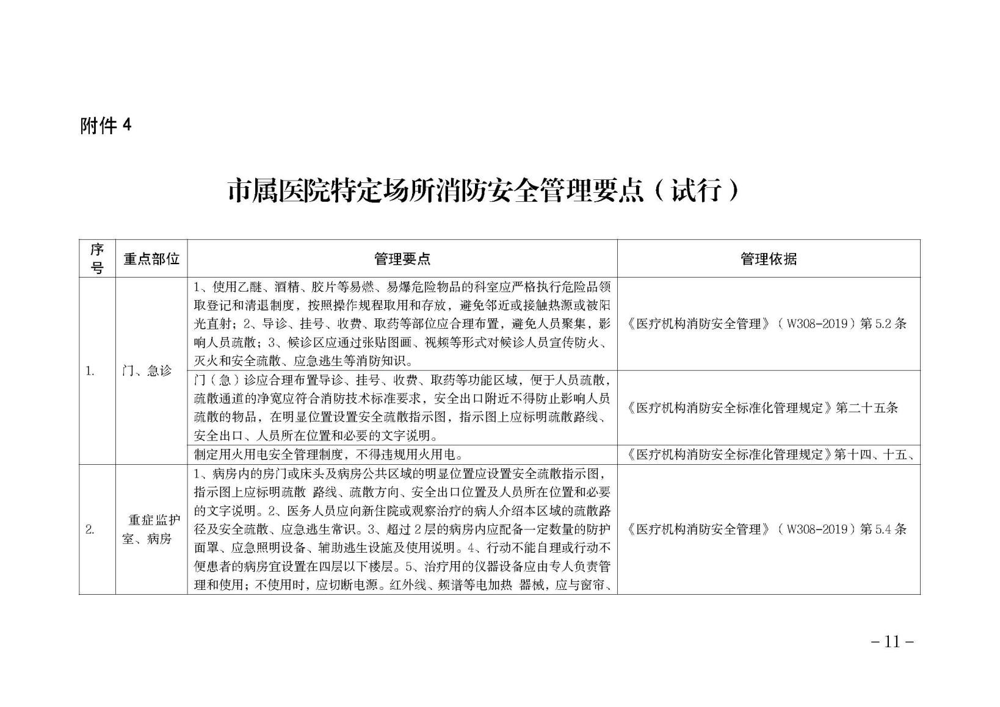 附件 4
市属医院特定场所消防安全管理要点（试行）
序
号
重点部位
管理要点
管理依据
1.
门、急诊
1、使用乙醚、酒精、胶片等易燃、易爆危险物品的科室应严格执行危险品领
取登记和清退制度，按照操作规程取用和存放，避免邻近或接触热源或被阳
光直射；2、导诊、挂号、收费、取药等部位应合理布置，避免人员聚集，影
响人员疏散；3、候诊区应通过张贴图画、视频等形式对候诊人员宣传防火、
灭火和安全疏散、应急逃生等消防知识。
《医疗机构消防安全管理》（W308-2019）第 5.2 条
门（急）诊应合理布置导诊、挂号、收费、取药等功能区域，便于人员疏散，
疏散通道的净宽应符合消防技术标准要求，安全出口附近不得防止影响人员
疏散的物品，在明显位置设置安全疏散指示图，指示图上应标明疏散路线、
安全出口、人员所在位置和必要的文字说明。
《医疗机构消防安全标准化管理规定》第二十五条
制定用火用电安全管理制度，不得违规用火用电。
《医疗机构消防安全标准化管理规定》第十四、十五、
2.
重症监护
室、病房
1、病房内的房门或床头及病房公共区域的明显位置应设置安全疏散指示图，
指示图上应标明疏散 路线、疏散方向、安全出口位置及人员所在位置和必要
的文字说明。2、医务人员应向新住院或观察治疗的病人介绍本区域的疏散路
径及安全疏散、应急逃生常识。3、超过 2 层的病房内应配备一定数量的防护
面罩、应急照明设备、辅助逃生设施及使用说明。4、行动不能自理或行动不
便患者的病房宜设置在四层以下楼层。5、治疗用的仪器设备应由专人负责管
理和使用；不使用时，应切断电源。红外线、频谱等电加热 器械，应与窗帘、
《医疗机构消防安全管理》（W308-2019）第 5.4 条
－11－